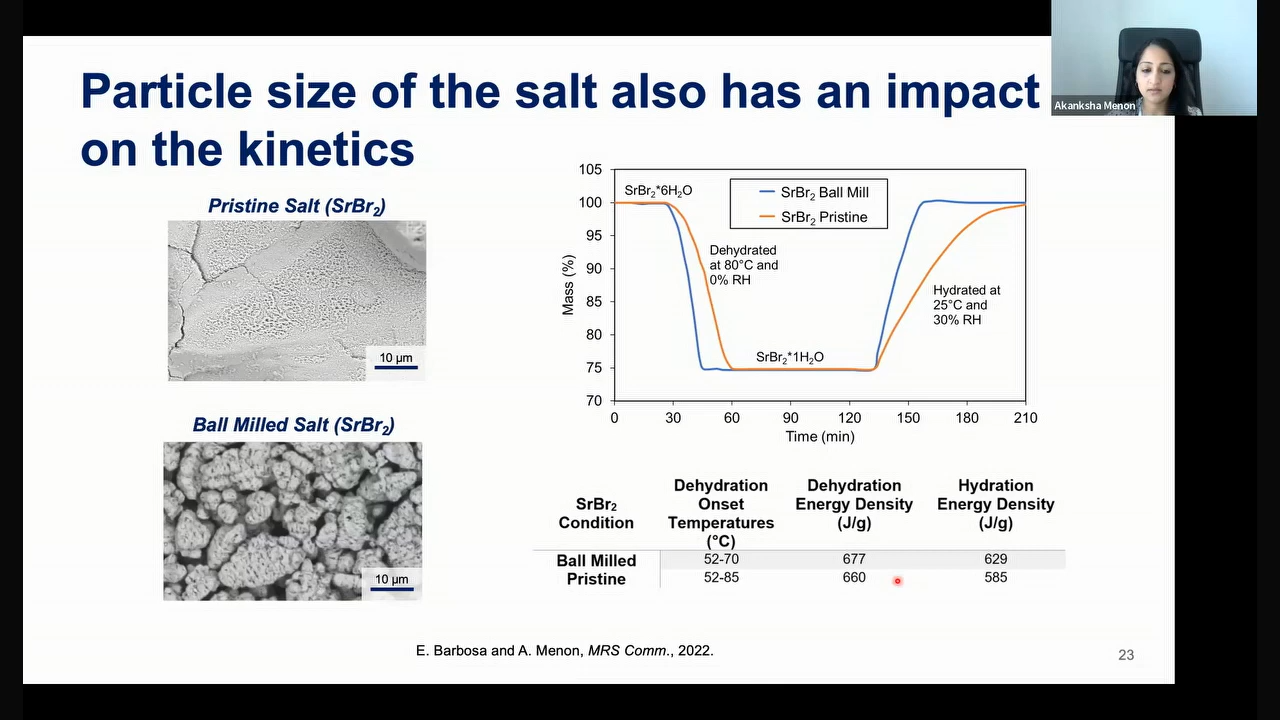 Particle size of the salt also has an impact
on the kinetics
Akanksha Menon
Pristine Salt (SrBr₂)
10 µm
Ball Milled Salt (SrBr₂)
10 µm
105
100
95
90
85
80
75
70
Mass (%)
SrBr₂*6H₂O
SrBr₂ Ball Mill
SrBr₂ Pristine
Dehydrated
at 80°C and
0% RH
Hydrated at
25°C and
30% RH
SrBr₂*1H₂O
0 30 60 90 120 150 180 210
Time (min)
SrBr₂
Condition
Dehydration
Onset
Temperatures
(°C)
Dehydration
Energy Density
(J/g)
Hydration
Energy Density
(J/g)
Ball Milled 52-70 677 629
Pristine 52-85 660 585
E. Barbosa and A. Menon, MRS Comm., 2022.
23